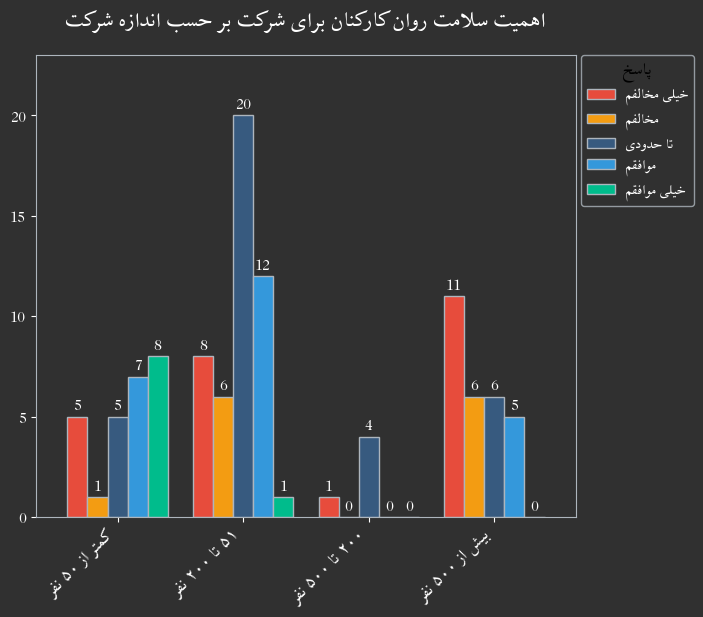 اهمیت سلامت روان کارکنان برای شرکت بر حسب اندازه شرکت
پاسخ
خیلی مخالفم
مخالفم
تا حدودی
موافقم
خیلی موافقم
20
15
10
5
0
5
1
5
7
8
8
6
20
12
1
1
0
4
0
0
11
6
6
5
0
کمتر از ۵۰ نفر
۵۱ تا ۲۰۰ نفر
۲۰۰ تا ۵۰۰ نفر
بیش از ۵۰۰ نفر